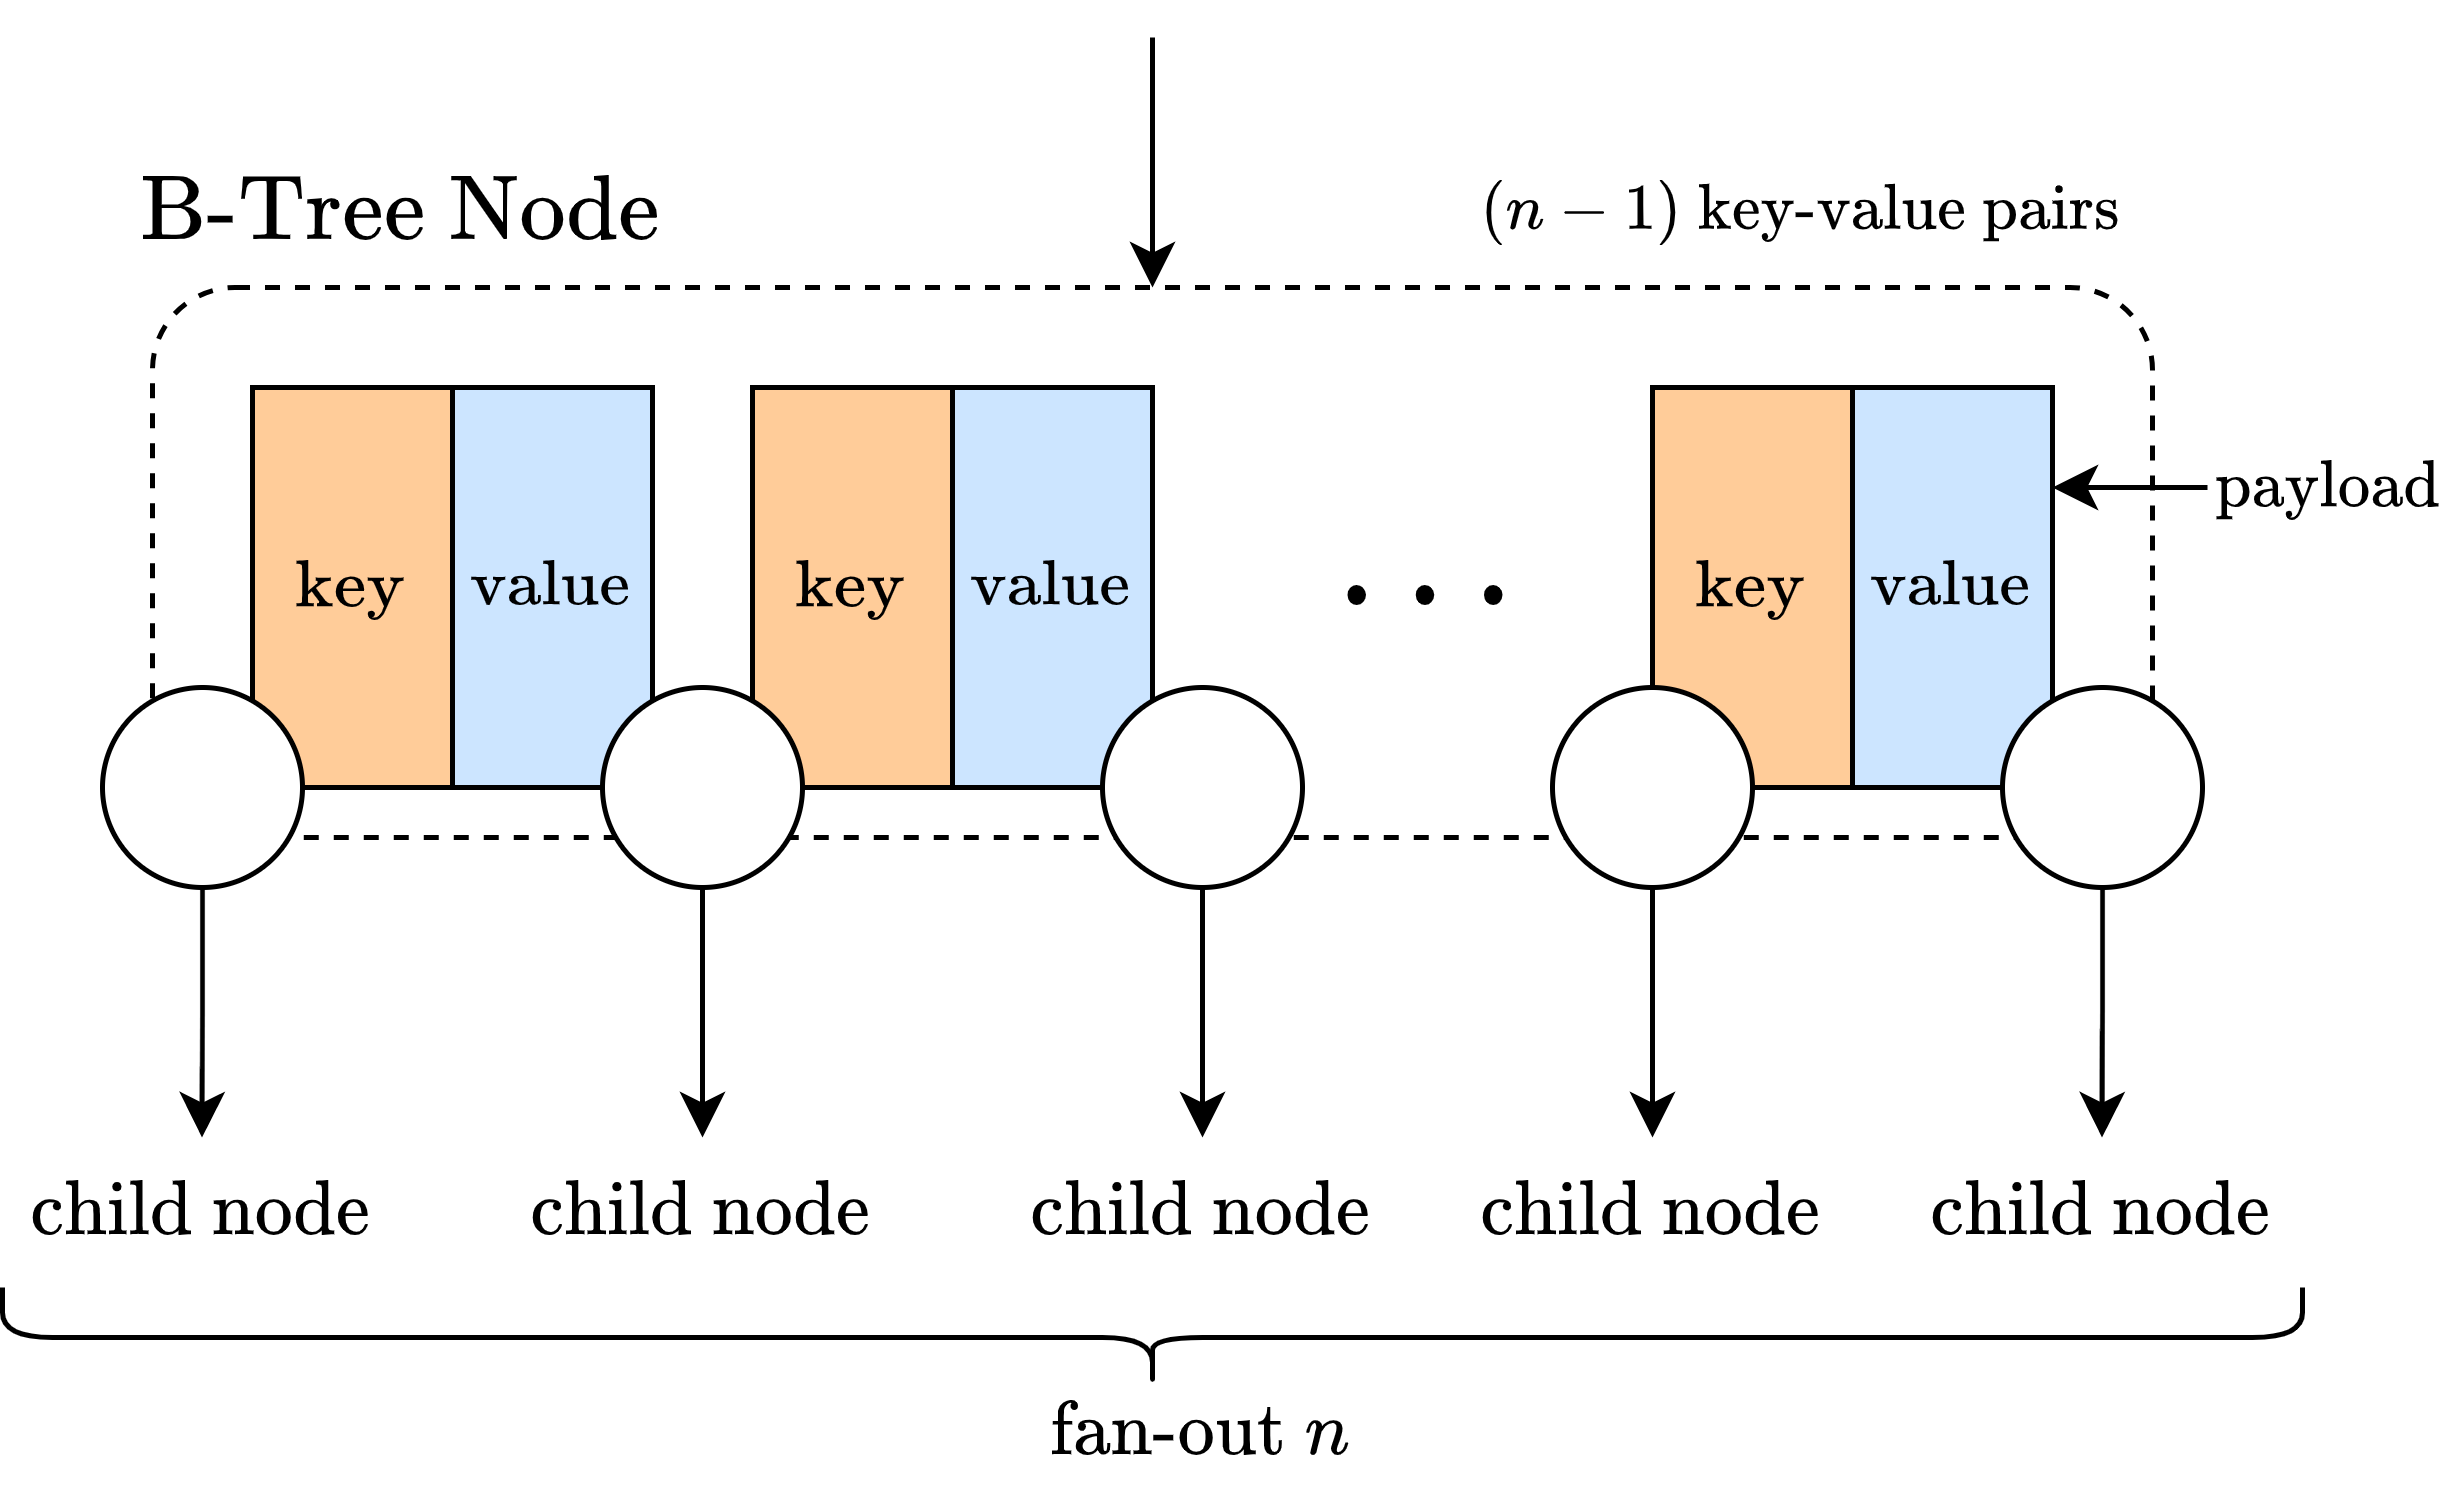 B-Tree Node
(n − 1) key-value pairs
payload
key value key value . . . key value
child node child node child node child node child node
fan-out n